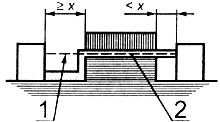 ≥ x < x
1 2